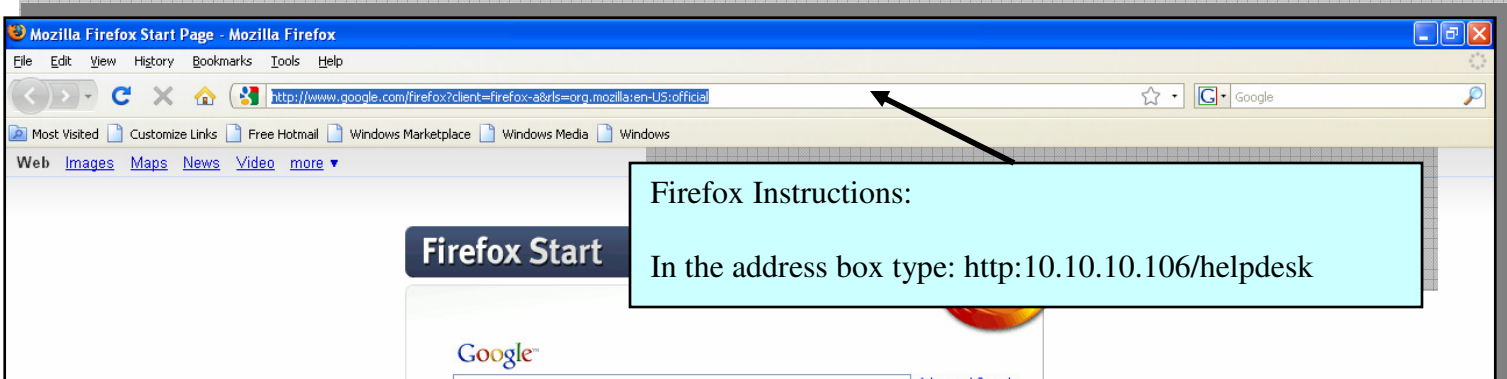 Mozilla Firefox Start Page - Mozilla Firefox
File Edit View History Bookmarks Tools Help
http://www.google.com/firefox?client=firefox-a&rls=org.mozilla:en-US:official
G Google
Most Visited Customize Links Free Hotmail Windows Marketplace Windows Media Windows
Web Images Maps News Video more ▼
Firefox Instructions:
In the address box type: http:10.10.10.106/helpdesk
Firefox Start
Google™